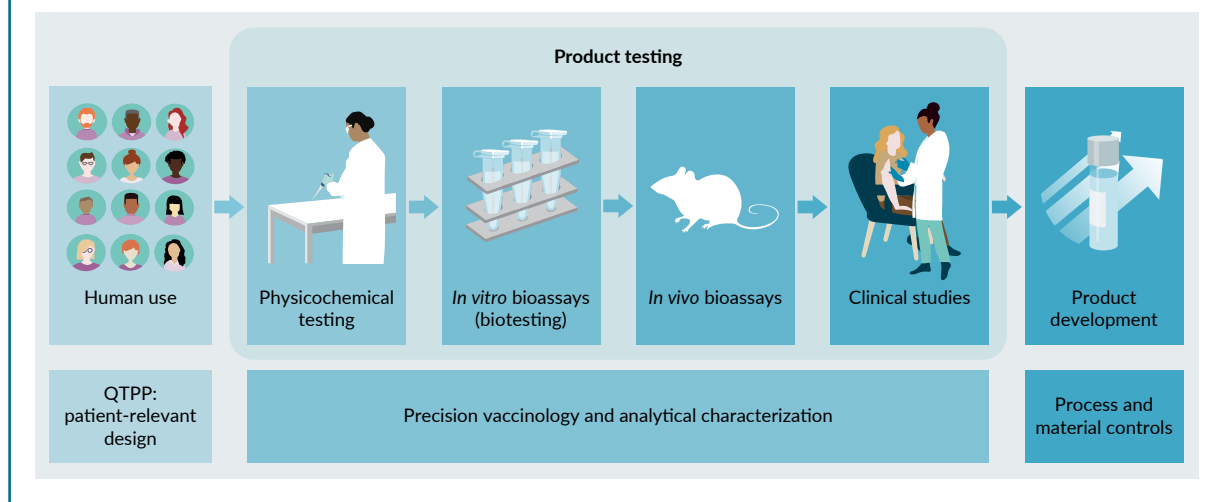 Product testing
Human use
Physicochemical
testing
In vitro bioassays
(biotesting)
In vivo bioassays
Clinical studies
Product
development
QTPP:
patient-relevant
design
Precision vaccinology and analytical characterization
Process and
material controls